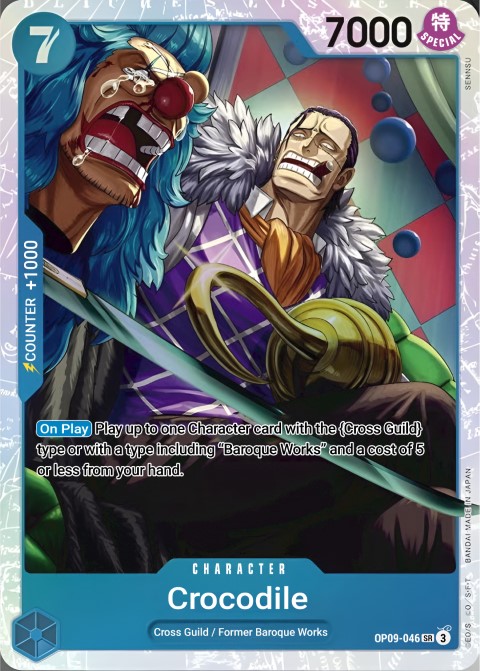 7
7000
特
SPECIAL
SENNSU
COUNTER +1000
On Play Play up to one Character card with the {Cross Guild}
type or with a type including "Baroque Works" and a cost of 5
or less from your hand.
CHARACTER
Crocodile
Cross Guild / Former Baroque Works
OP09-046 SR 3
©E.O/S. ©O/S･F･T BANDAI MADE IN JAPAN